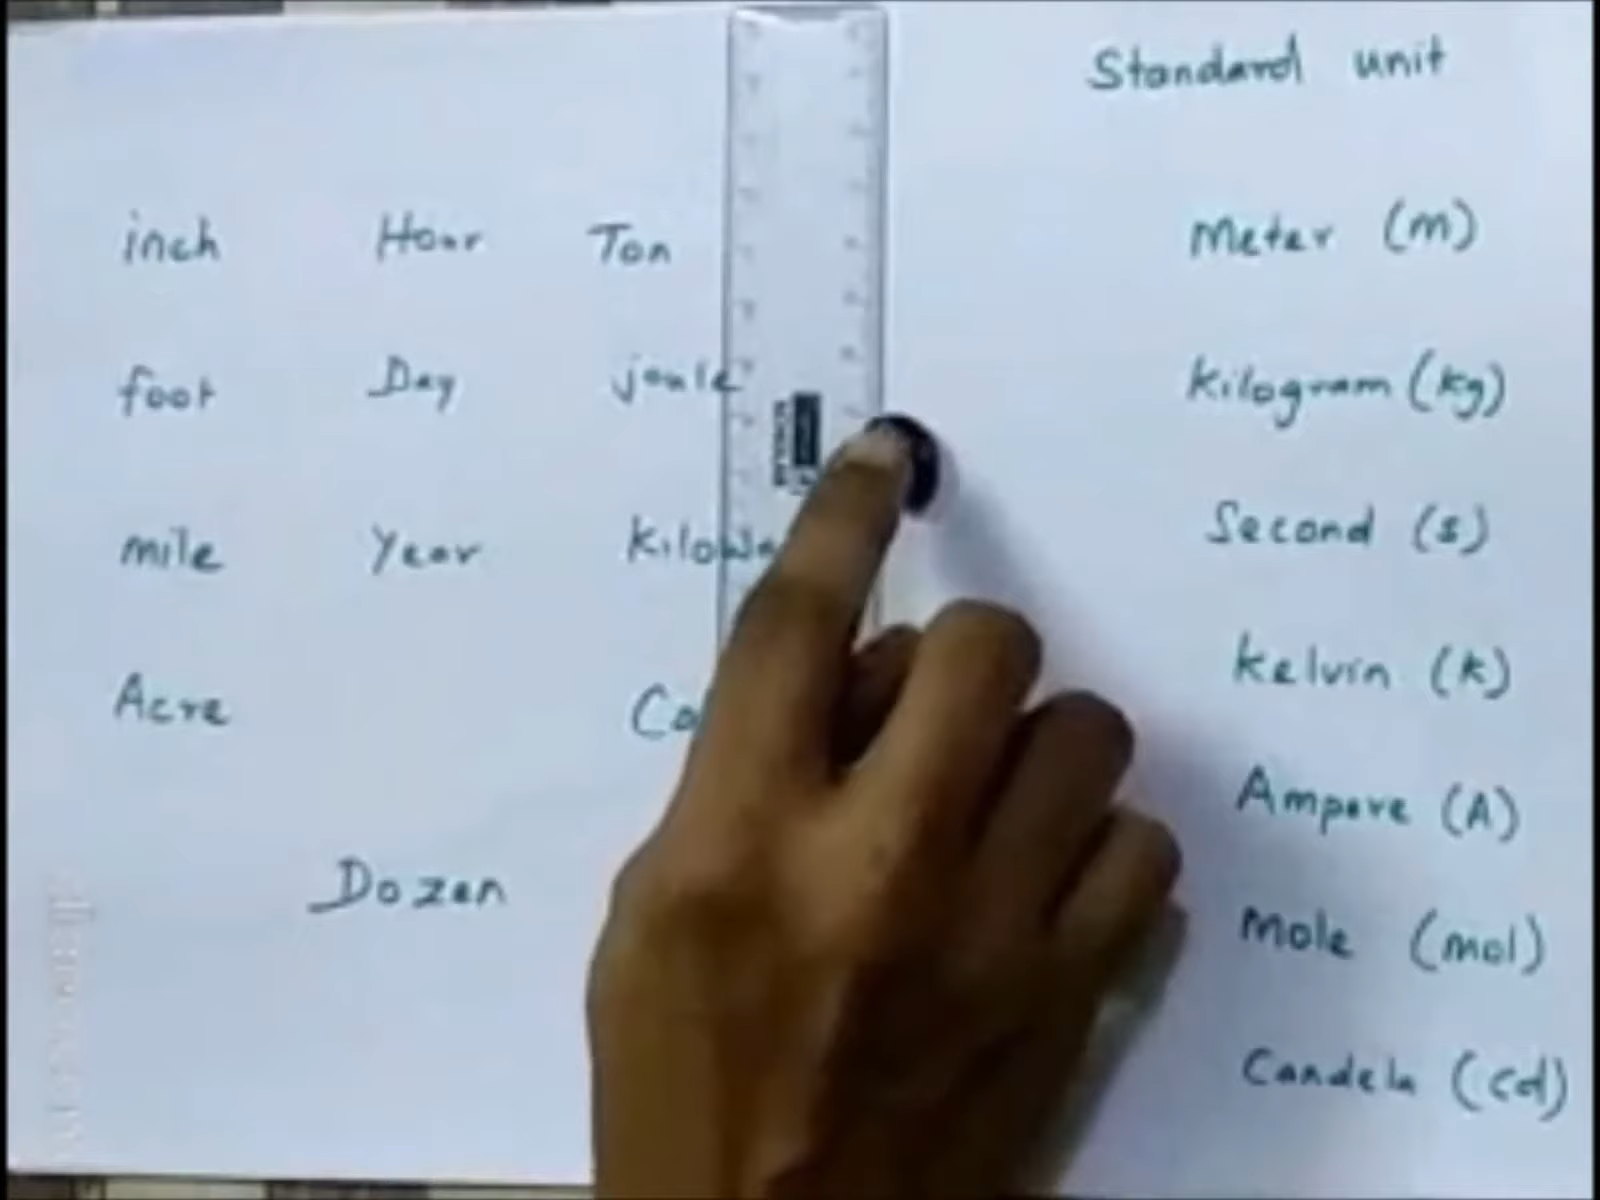 Standard unit
inch Hour Ton Meter (m)
foot Day joule Kilogram (kg)
mile Year Second (s)
Kelvin (K)
Acre
Ampere (A)
Dozen
Mole (mol)
Candela (cd)